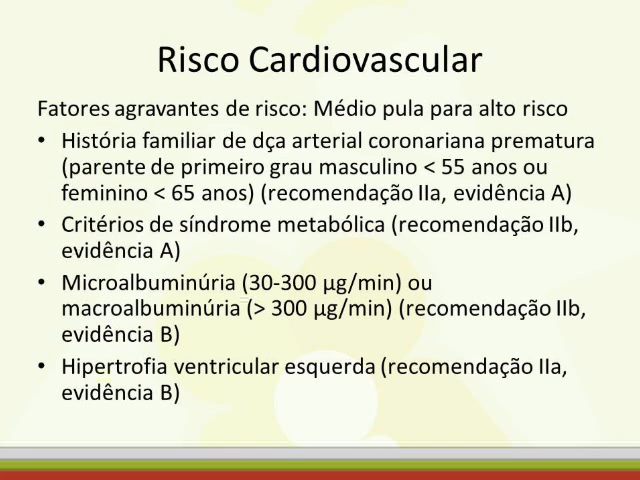 Risco Cardiovascular
Fatores agravantes de risco: Médio pula para alto risco
• História familiar de dça arterial coronariana prematura
(parente de primeiro grau masculino < 55 anos ou
feminino < 65 anos) (recomendação IIa, evidência A)
• Critérios de síndrome metabólica (recomendação IIb,
evidência A)
• Microalbuminúria (30-300 µg/min) ou
macroalbuminúria (> 300 µg/min) (recomendação IIb,
evidência B)
• Hipertrofia ventricular esquerda (recomendação IIa,
evidência B)